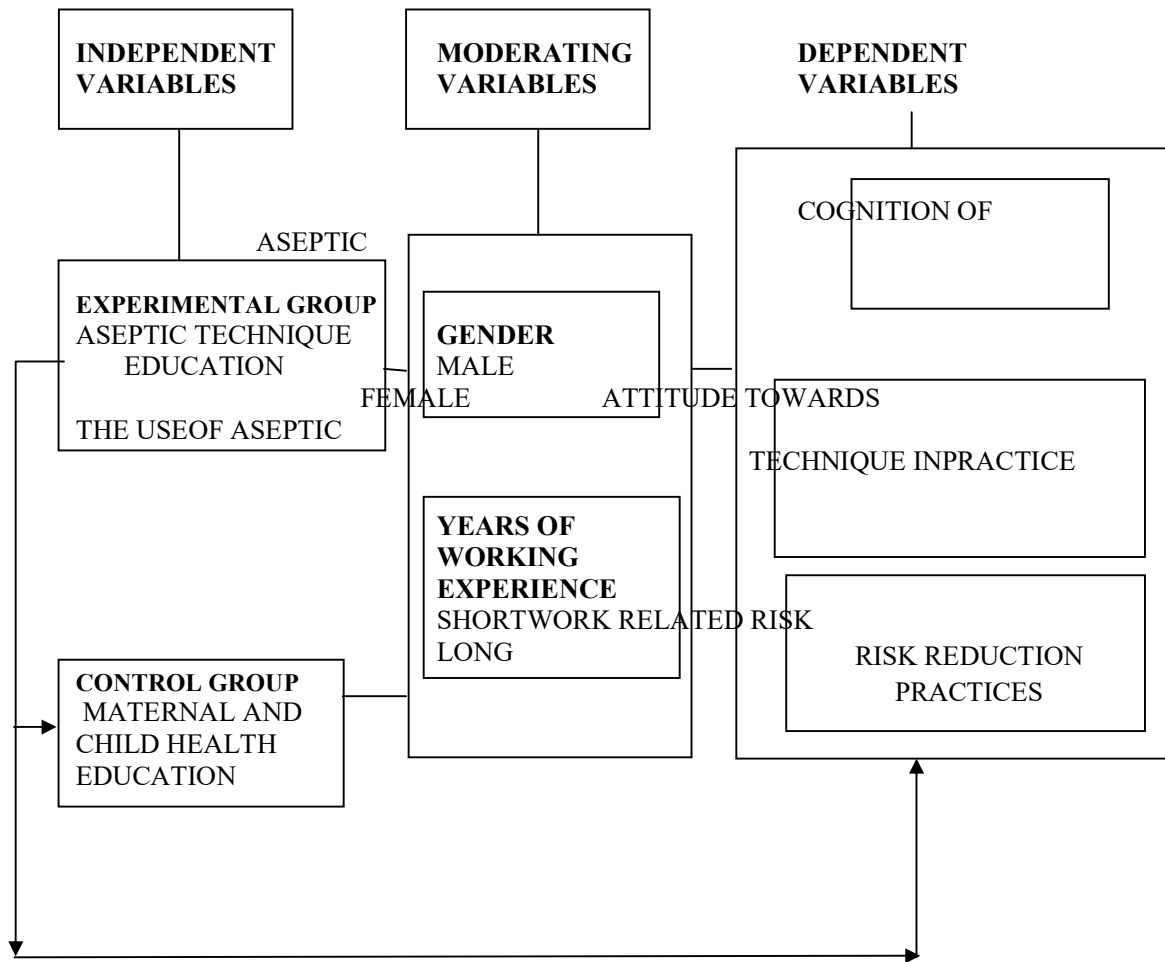 INDEPENDENT
VARIABLES
MODERATING
VARIABLES
DEPENDENT
VARIABLES
COGNITION OF
ASEPTIC
EXPERIMENTAL GROUP
ASEPTIC TECHNIQUE
EDUCATION
THE USEOF ASEPTIC
GENDER
MALE
FEMALE
ATTITUDE TOWARDS
TECHNIQUE INPRACTICE
YEARS OF
WORKING
EXPERIENCE
SHORTWORK RELATED RISK
LONG
RISK REDUCTION
PRACTICES
CONTROL GROUP
MATERNAL AND
CHILD HEALTH
EDUCATION